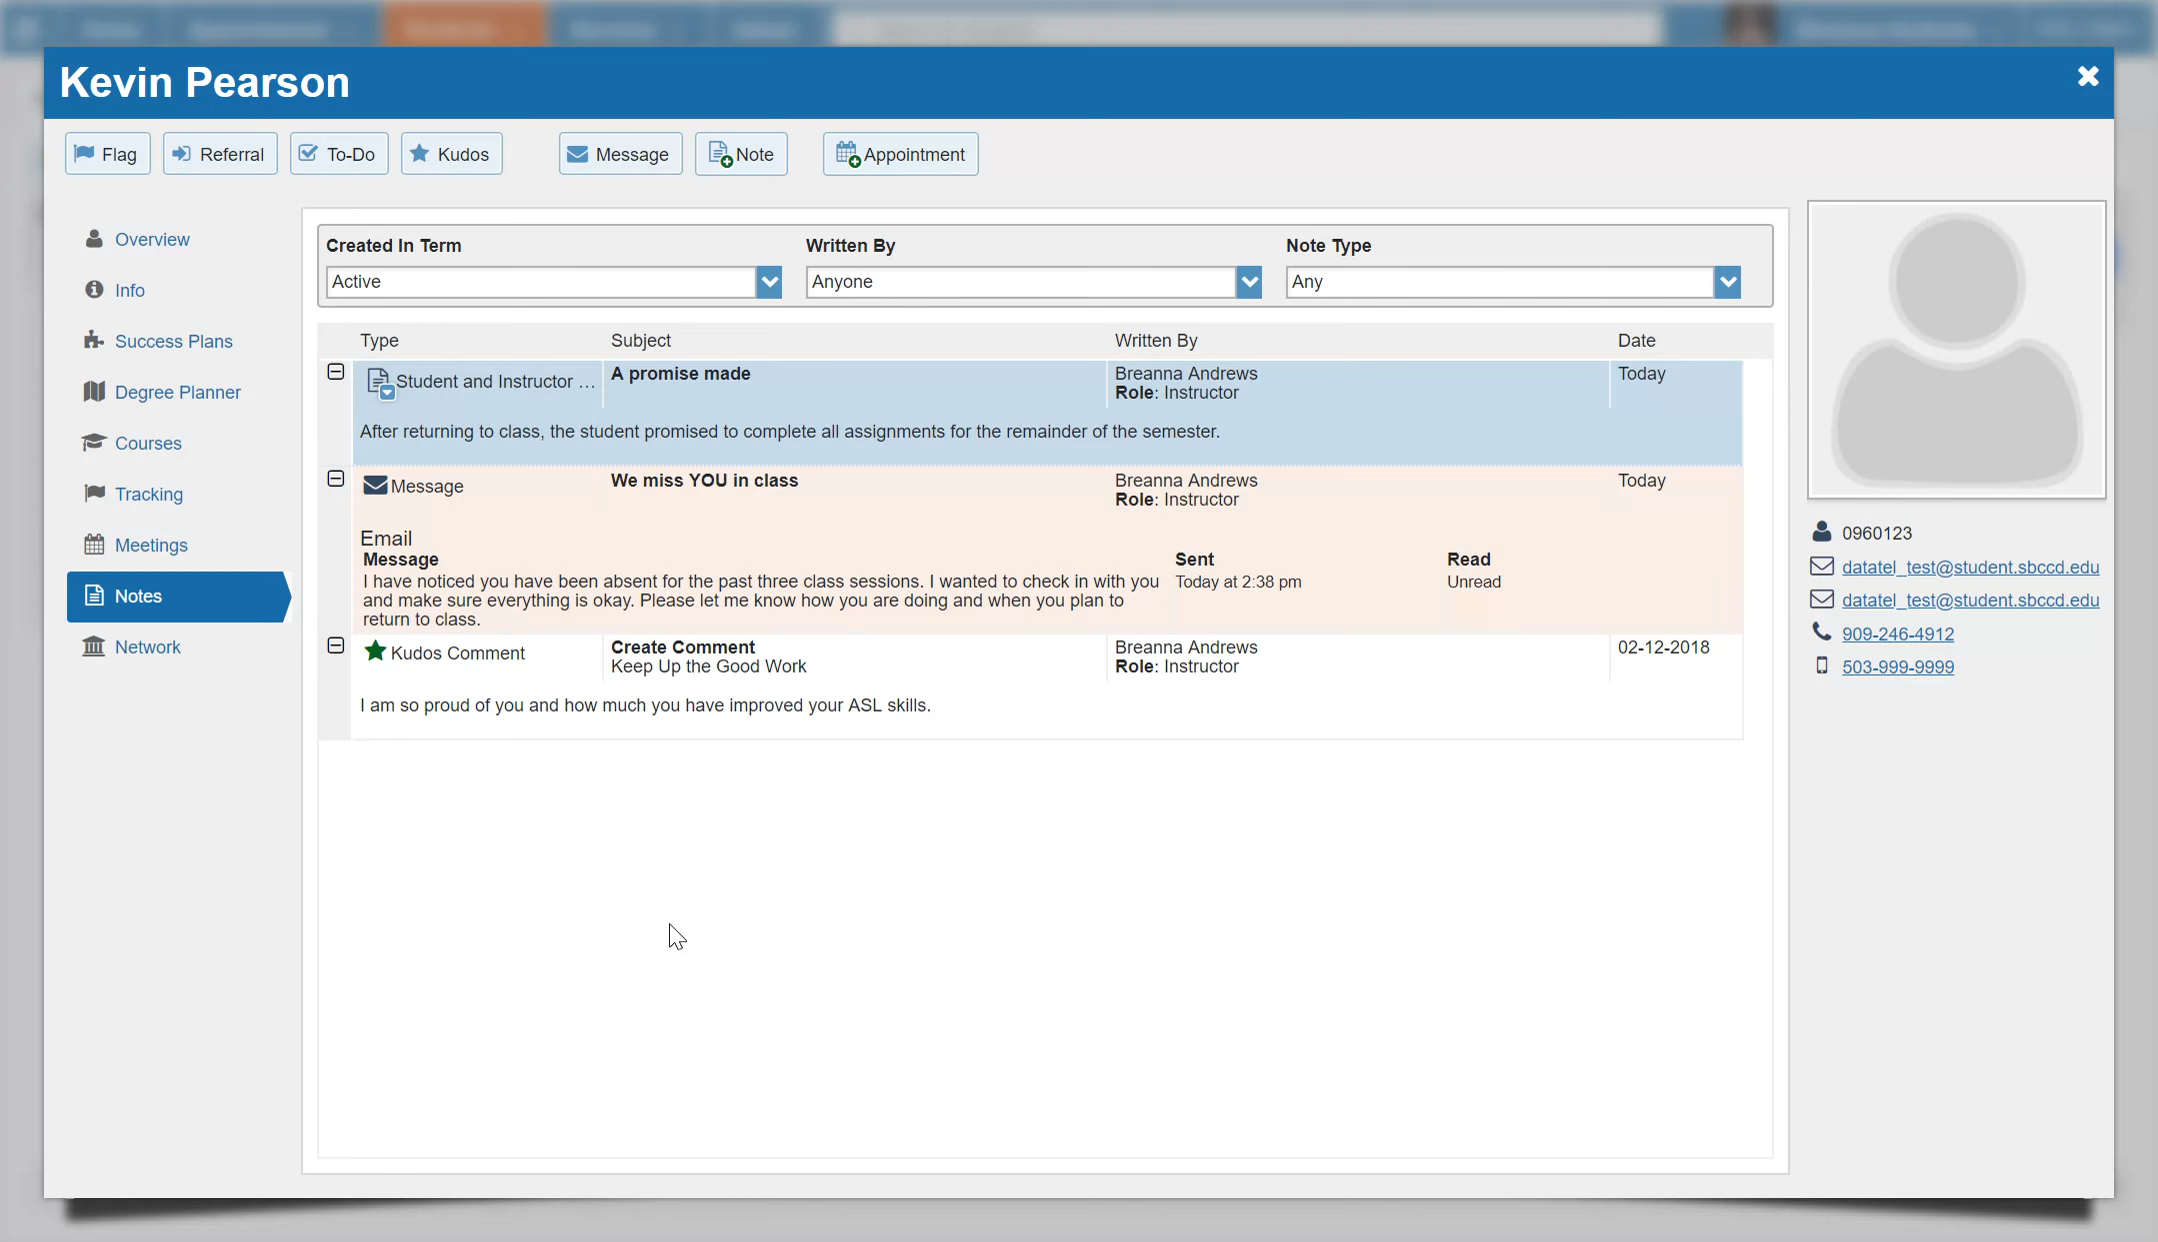 Kevin Pearson
Flag
Referral
To-Do
Kudos
Message
Note
Appointment
Overview
Info
Success Plans
Degree Planner
Courses
Tracking
Meetings
Notes
Network
Created In Term
Written By
Note Type
Active
Anyone
Any
Type
Subject
Written By
Date
Student and Instructor ...
A promise made
Breanna Andrews
Role: Instructor
Today
After returning to class, the student promised to complete all assignments for the remainder of the semester.
Message
We miss YOU in class
Breanna Andrews
Role: Instructor
Today
Email
Message
Sent
Read
I have noticed you have been absent for the past three class sessions. I wanted to check in with you
and make sure everything is okay. Please let me know how you are doing and when you plan to
return to class.
Today at 2:38 pm
Unread
Kudos Comment
Create Comment
Keep Up the Good Work
Breanna Andrews
Role: Instructor
02-12-2018
I am so proud of you and how much you have improved your ASL skills.
0960123
datatel_test@student.sbccd.edu
datatel_test@student.sbccd.edu
909-246-4912
503-999-9999